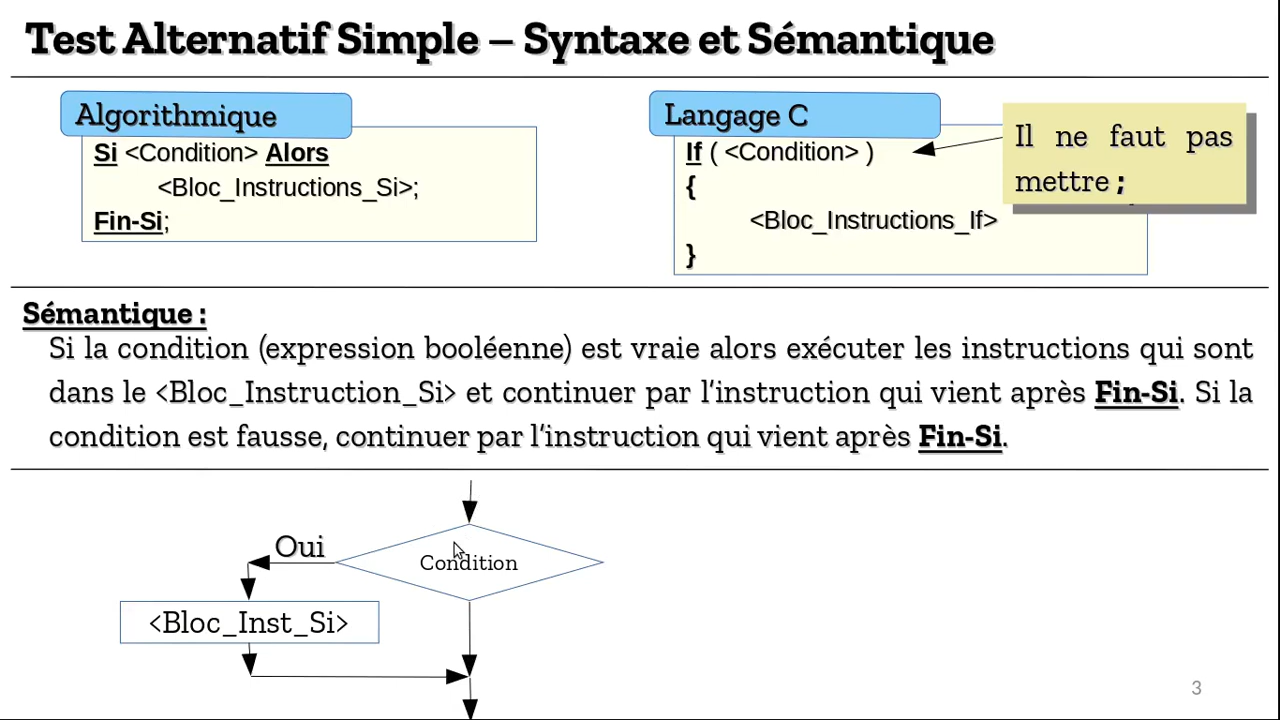 Test Alternatif Simple – Syntaxe et Sémantique
Algorithmique
Si <Condition> Alors
<Bloc_Instructions_Si>;
Fin-Si;
Langage C
If ( <Condition> )
{
<Bloc_Instructions_If>
}
Il ne faut pas
mettre ;
Sémantique :
Si la condition (expression booléenne) est vraie alors exécuter les instructions qui sont
dans le <Bloc_Instruction_Si> et continuer par l’instruction qui vient après Fin-Si. Si la
condition est fausse, continuer par l’instruction qui vient après Fin-Si.
Oui
Condition
<Bloc_Inst_Si>
3